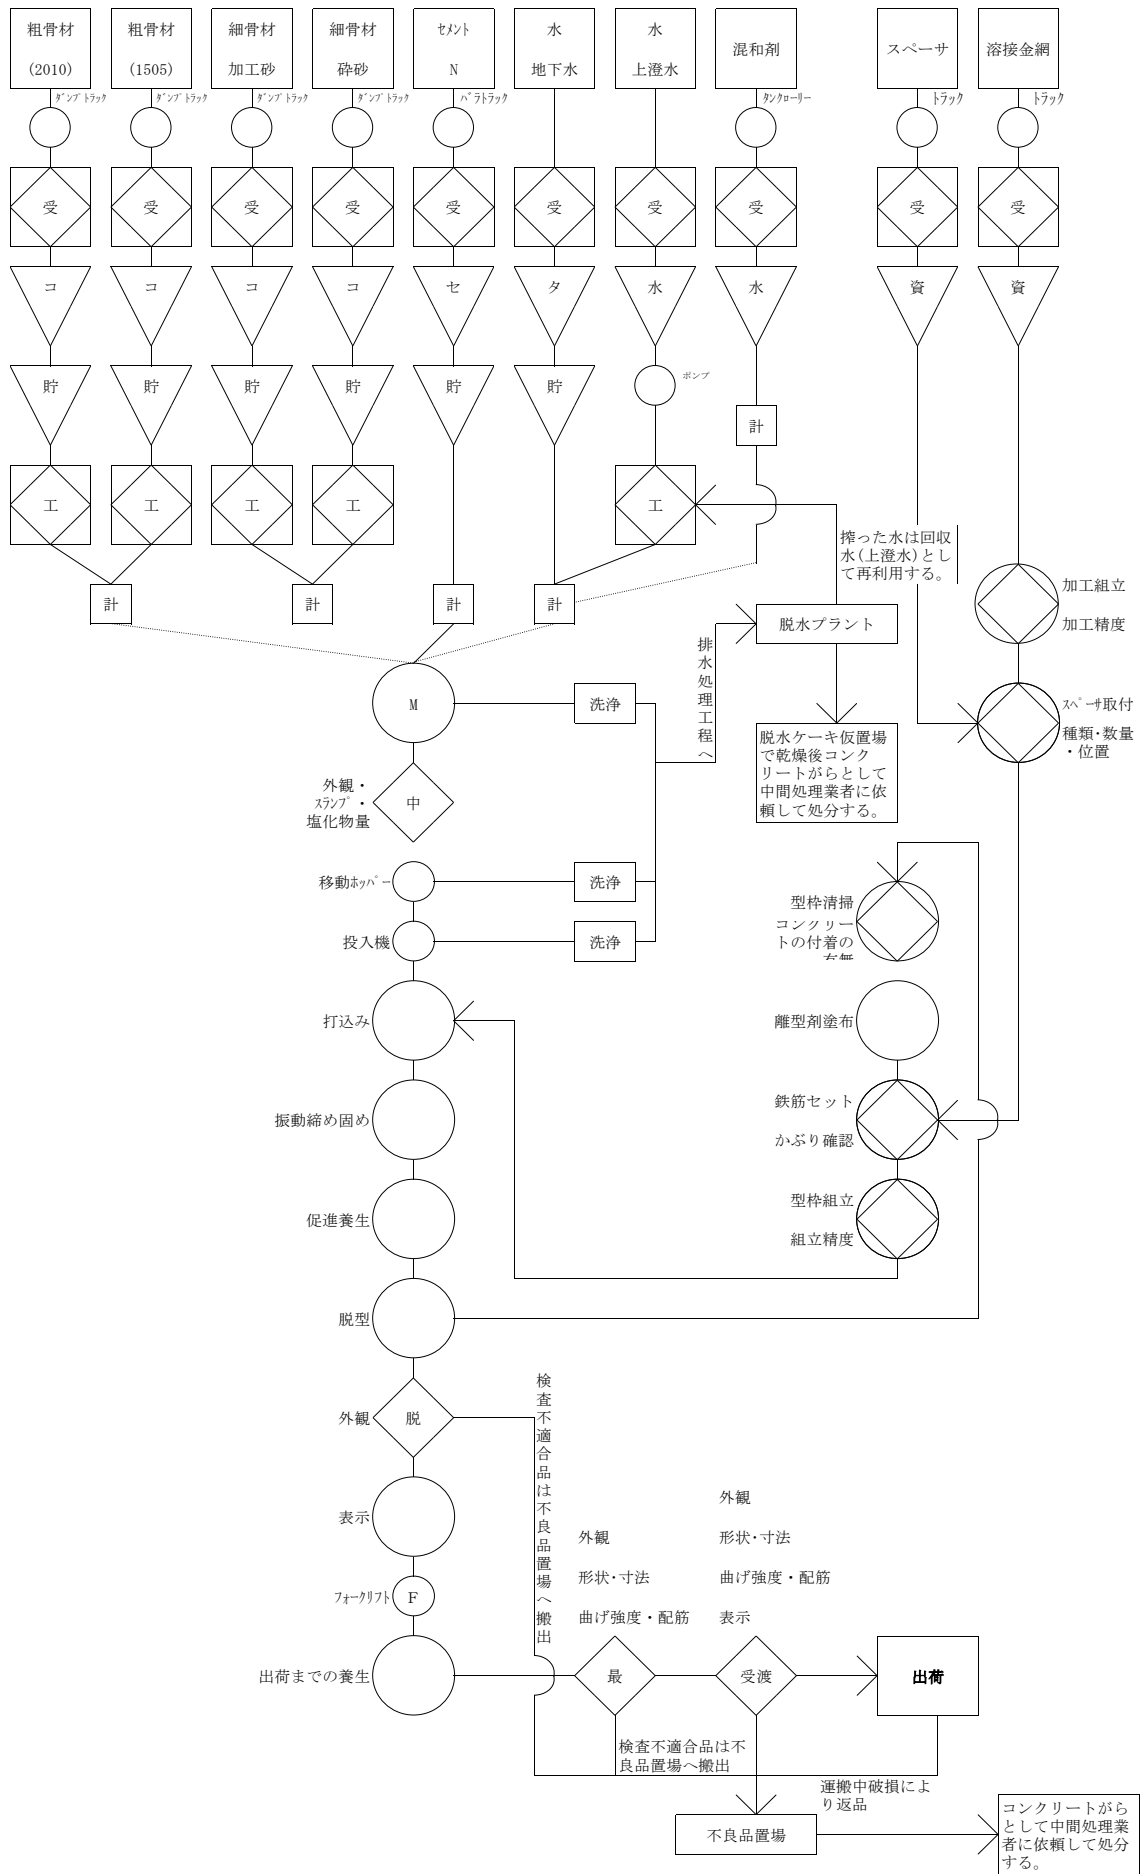 粗骨材
(2010)
粗骨材
(1505)
細骨材
加工砂
細骨材
砕砂
ｾﾒﾝﾄ
N
水
地下水
水
上澄水
混和剤
スペーサ
溶接金網
ﾀﾞﾝﾌﾟﾄﾗｯｸ
ﾀﾞﾝﾌﾟﾄﾗｯｸ
ﾀﾞﾝﾌﾟﾄﾗｯｸ
ﾀﾞﾝﾌﾟﾄﾗｯｸ
ﾊﾞﾗﾄﾗｯｸ
ﾀﾝｸﾛｰﾘｰ
ﾄﾗｯｸ
ﾄﾗｯｸ
受
受
受
受
受
受
受
受
受
受
コ
コ
コ
コ
セ
タ
水
水
資
資
貯
貯
貯
貯
貯
貯
ポンプ
計
工
工
工
工
工
搾った水は回収
水(上澄水)とし
て再利用する。
計
計
計
計
加工組立
加工精度
脱水プラント
排水処理工程へ
M
洗浄
ｽﾍﾟｰｻ取付
種類・数量
・位置
脱水ケーキ仮置場
で乾燥後コンク
リートがらとして
中間処理業者に依
頼して処分する。
外観・
ｽﾗﾝﾌﾟ・
塩化物量
中
移動ﾎｯﾊﾟｰ
洗浄
投入機
洗浄
型枠清掃
コンクリー
トの付着の
有無
打込み
離型剤塗布
振動締め固め
鉄筋セット
かぶり確認
促進養生
型枠組立
組立精度
脱型
外観
脱
検査不適合品は不良品置場へ搬出
表示
ﾌｫｰｸﾘﾌﾄ
F
外観
形状・寸法
曲げ強度・配筋
外観
形状・寸法
曲げ強度・配筋
表示
出荷までの養生
最
受渡
出荷
検査不適合品は不
良品置場へ搬出
運搬中破損によ
り返品
不良品置場
コンクリートがら
として中間処理業
者に依頼して処分
する。